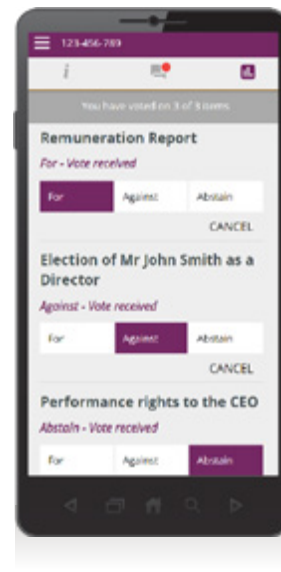 123-456-789
i
You have voted on 3 of 3 items
Remuneration Report
For - Vote received
For Against Abstain
CANCEL
Election of Mr John Smith as a
Director
Against - Vote received
For Against Abstain
CANCEL
Performance rights to the CEO
Abstain - Vote received
For Against Abstain